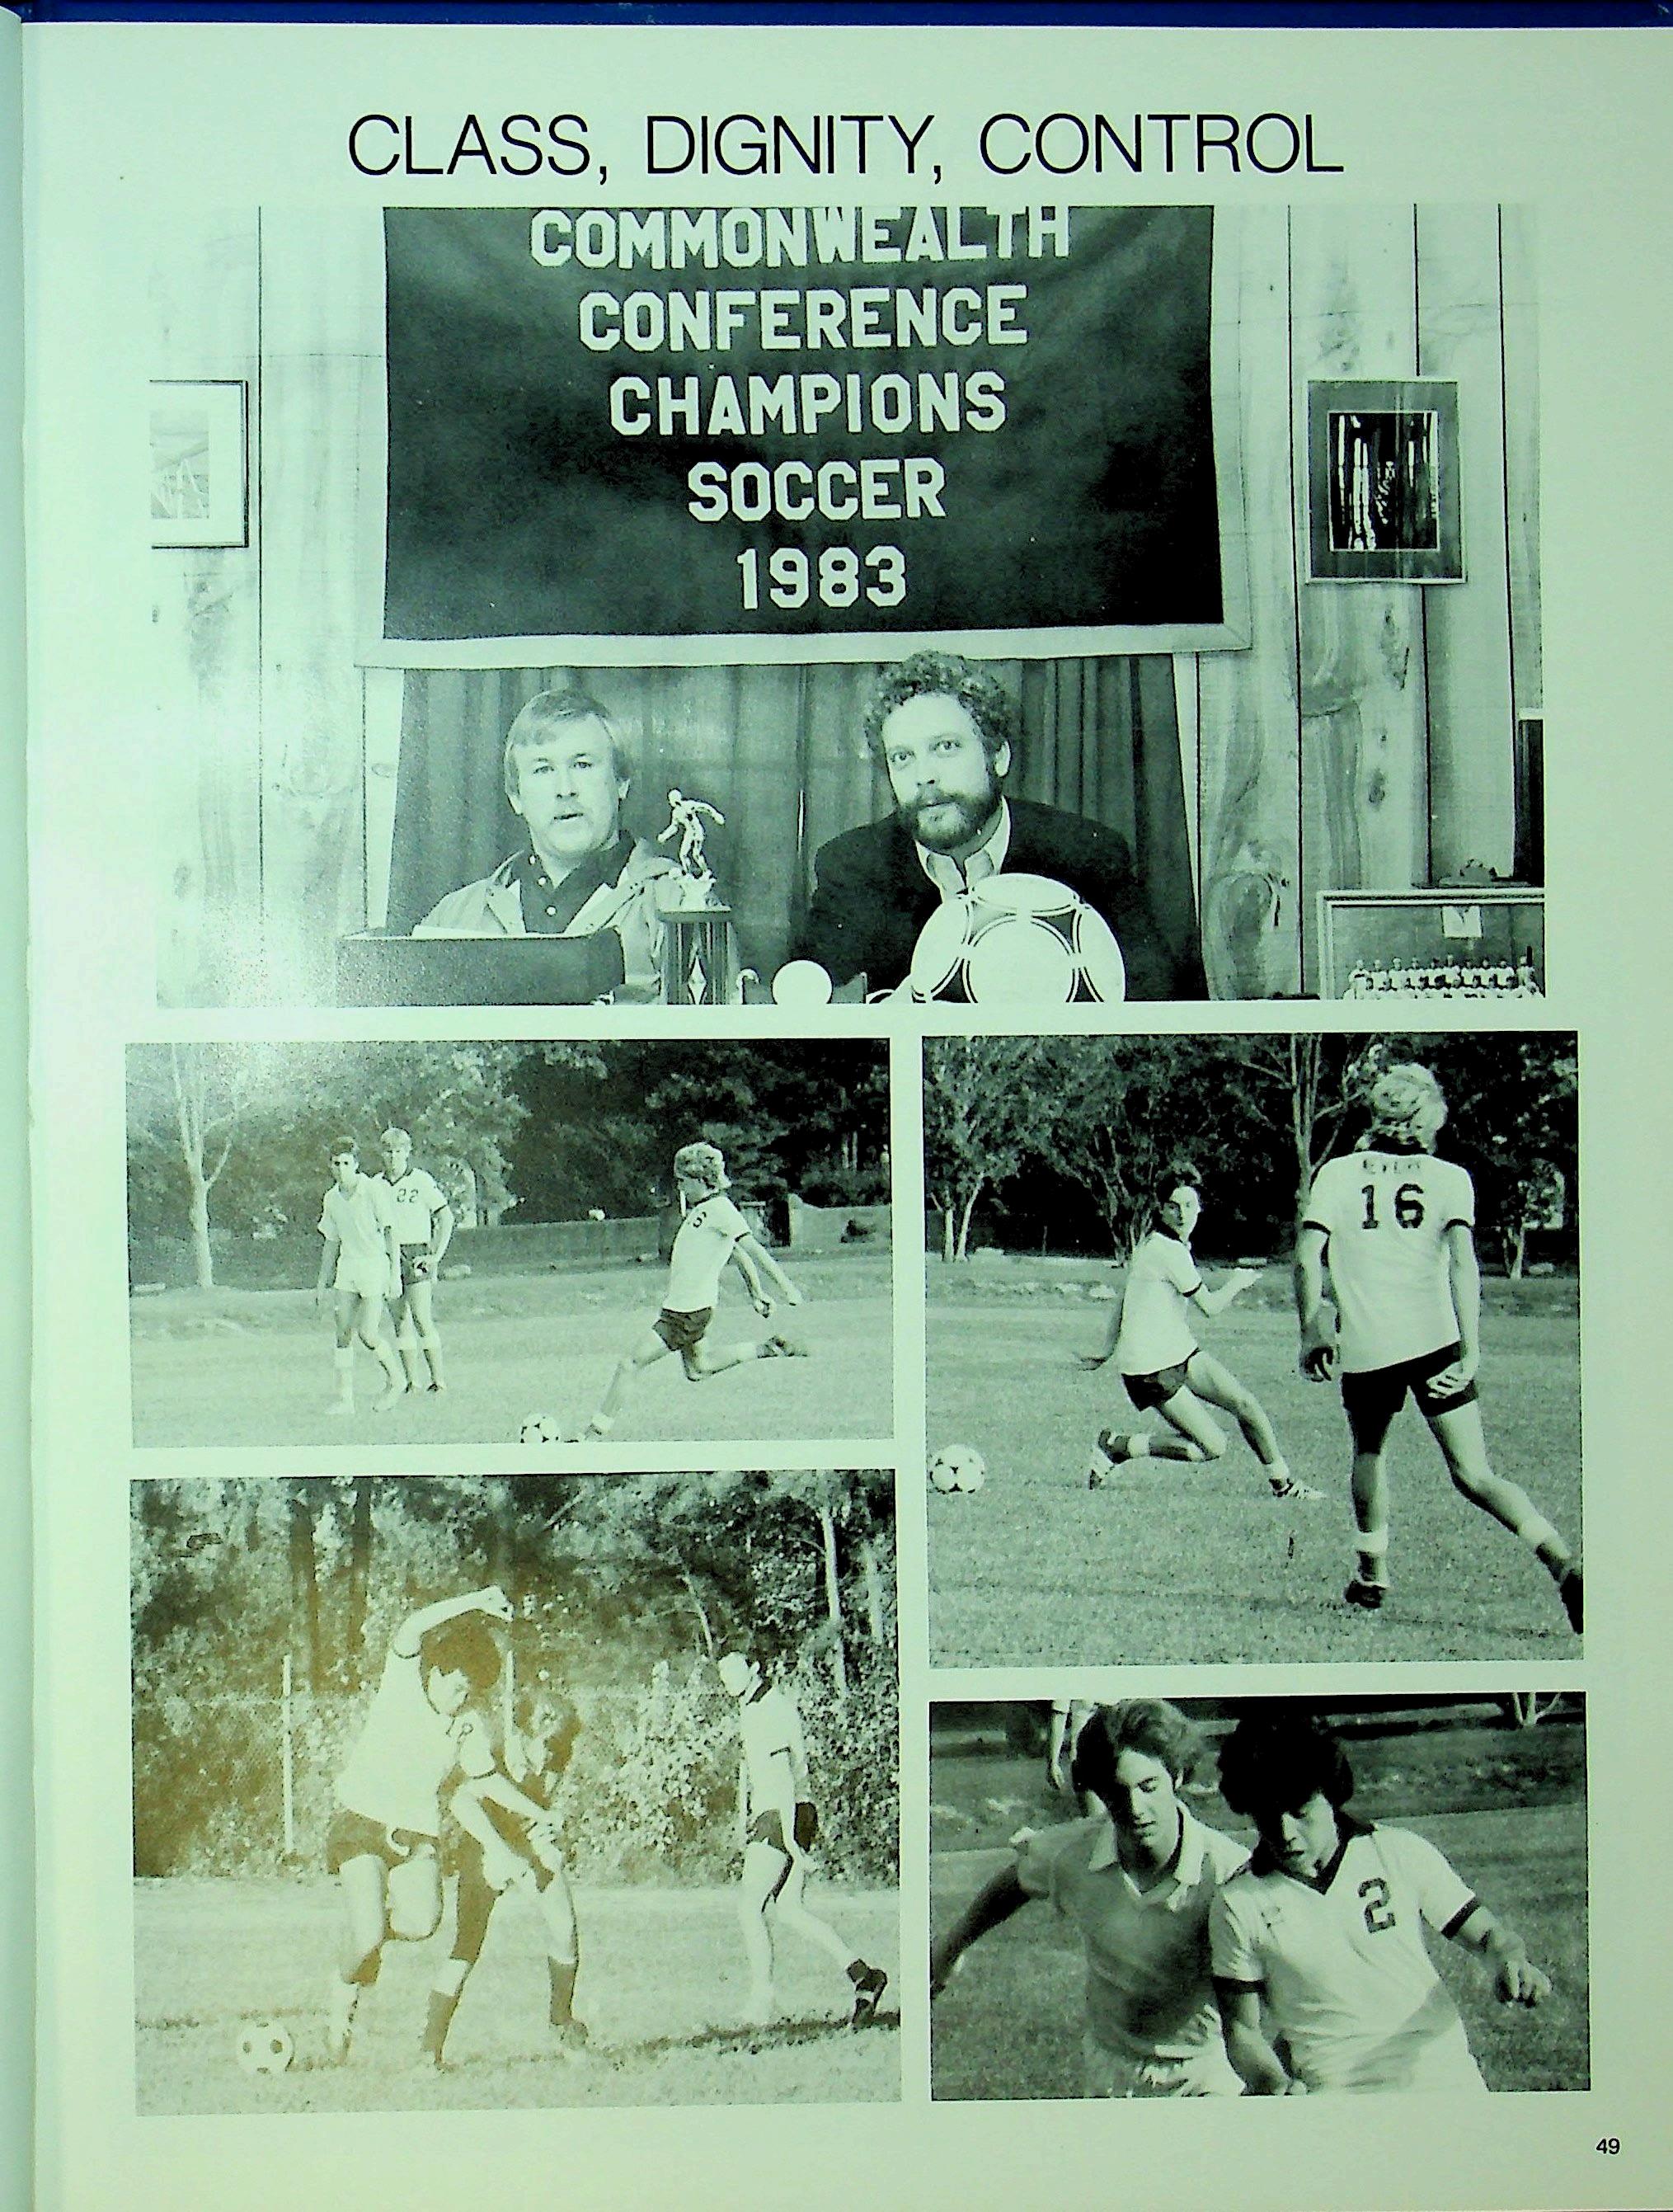 CLASS, DIGNITY, CONTROL
COMMONWEALTH
CONFERENCE
CHAMPIONS
SOCCER
1983
22
16
2
49